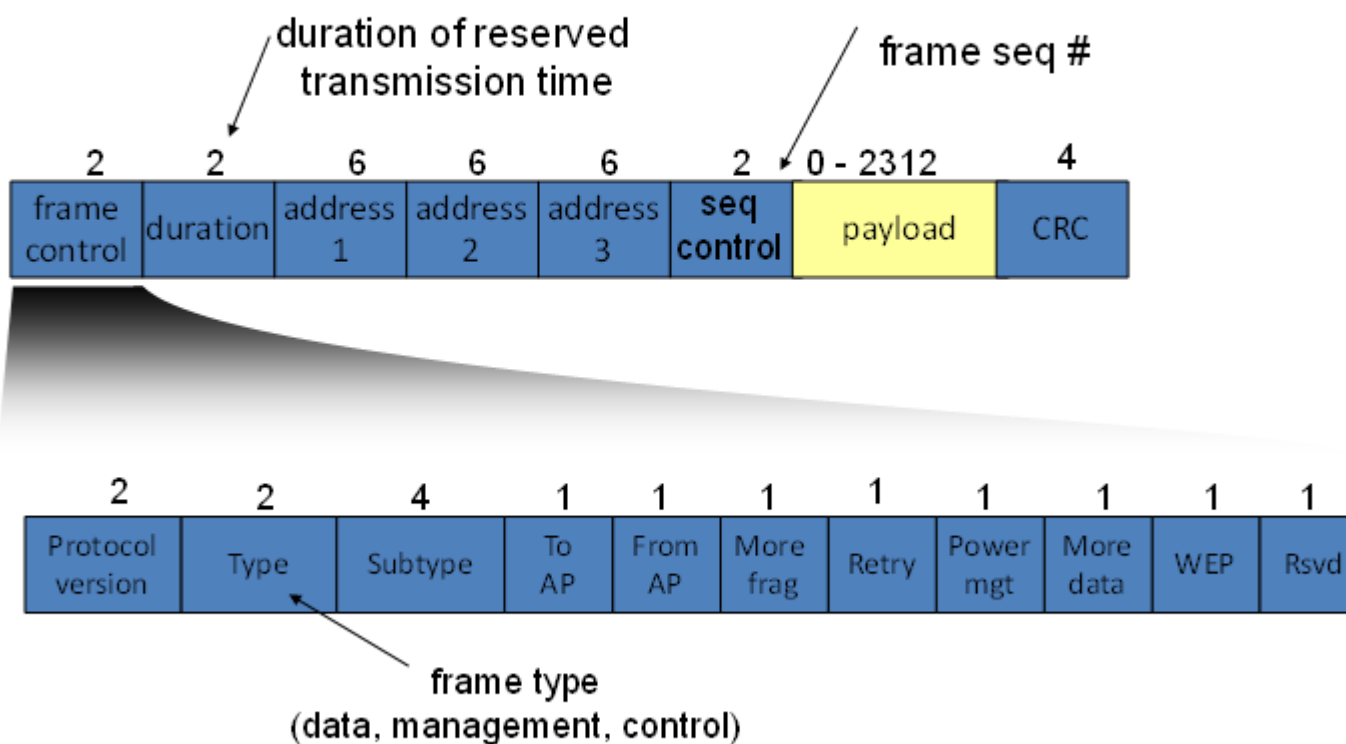 duration of reserved
transmission time
frame seq #
2 2 6 6 6 2 0 - 2312 4
frame
control
duration
address
1
address
2
address
3
seq
control
payload
CRC
2 2 4 1 1 1 1 1 1 1 1
Protocol
version
Type
Subtype
To
AP
From
AP
More
frag
Retry
Power
mgt
More
data
WEP
Rsvd
frame type
(data, management, control)